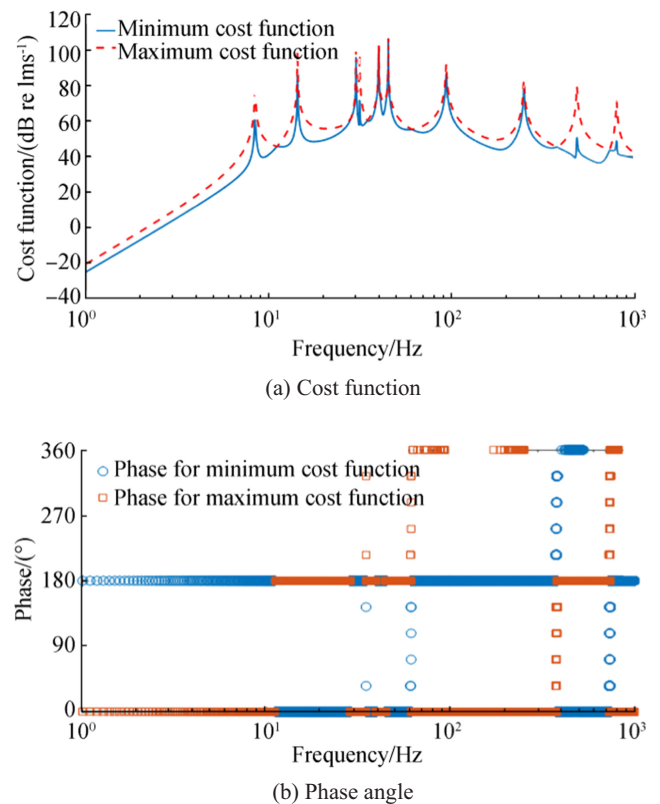 120
100
80
60
40
20
0
−20
−40
Cost function/(dB re lms⁻¹)
Minimum cost function
Maximum cost function
10⁰ 10¹ 10² 10³
Frequency/Hz
(a) Cost function
360
270
180
90
0
Phase/(°)
Phase for minimum cost function
Phase for maximum cost function
10⁰ 10¹ 10² 10³
Frequency/Hz
(b) Phase angle